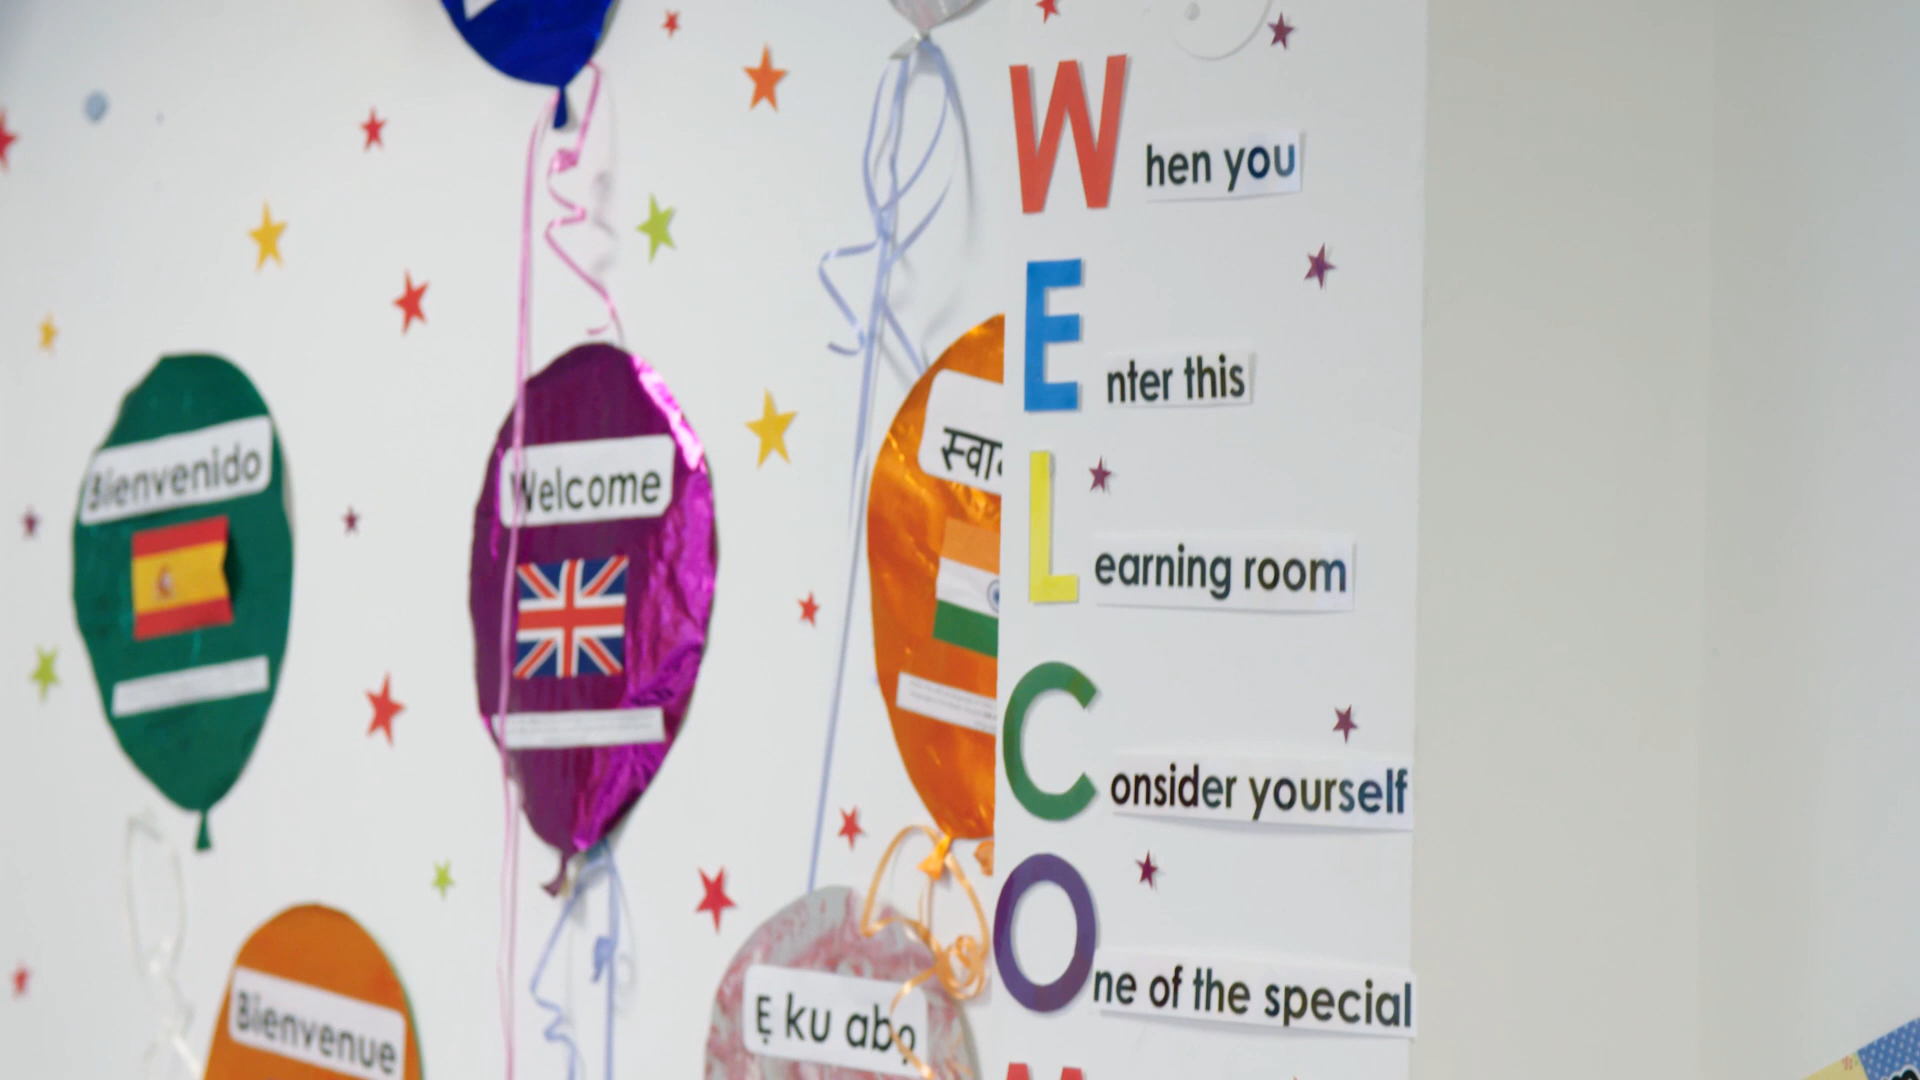 When you
Enter this
Learning room
Consider yourself
One of the special
Bienvenido
Welcome
स्वा
Bienvenue
Ẹ ku abọ